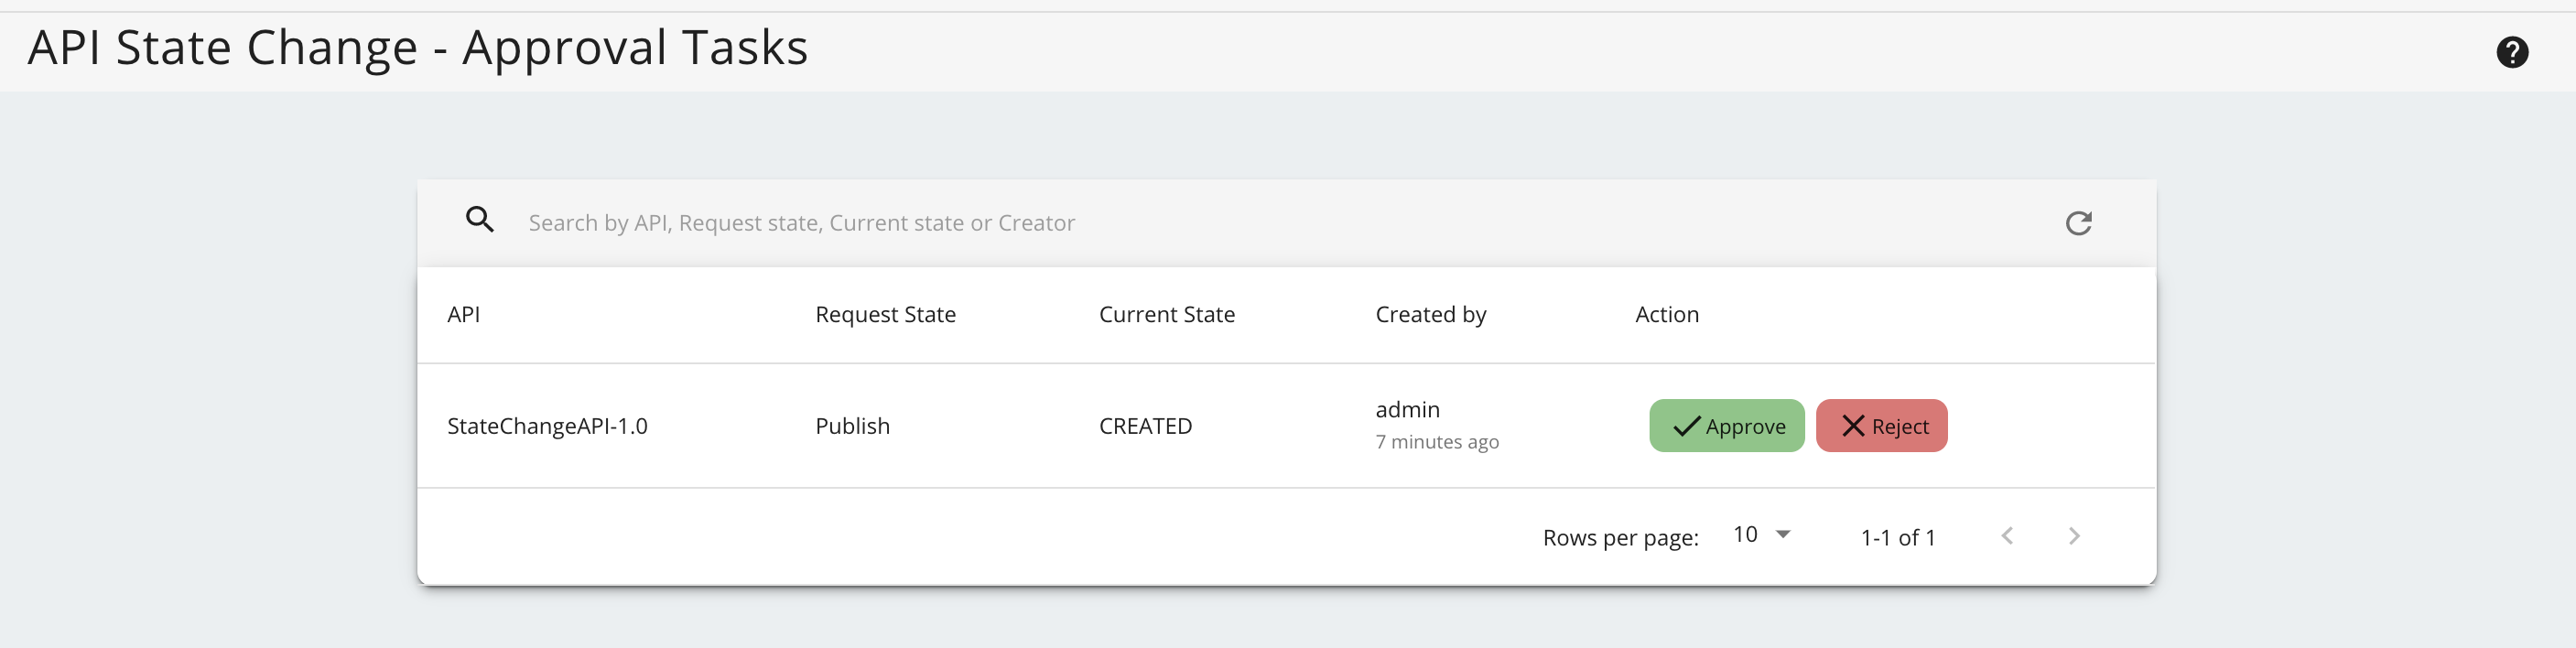 API State Change - Approval Tasks
Search by API, Request state, Current state or Creator
API Request State Current State Created by Action
StateChangeAPI-1.0 Publish CREATED admin Approve Reject
7 minutes ago
Rows per page: 10 1-1 of 1